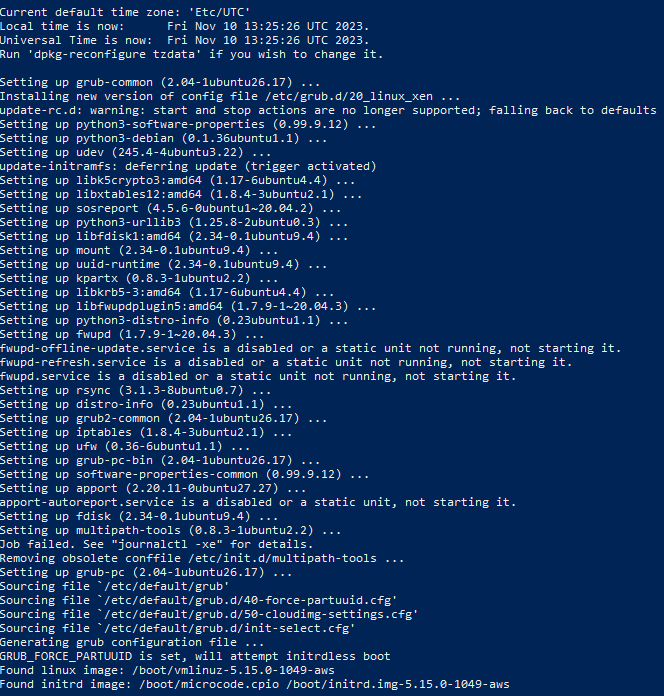 Current default time zone: 'Etc/UTC'
Local time is now:      Fri Nov 10 13:25:26 UTC 2023.
Universal Time is now:  Fri Nov 10 13:25:26 UTC 2023.
Run 'dpkg-reconfigure tzdata' if you wish to change it.

Setting up grub-common (2.04-1ubuntu26.17) ...
Installing new version of config file /etc/grub.d/20_linux_xen ...
update-rc.d: warning: start and stop actions are no longer supported; falling back to defaults
Setting up python3-software-properties (0.99.9.12) ...
Setting up python3-debian (0.1.36ubuntu1.1) ...
Setting up udev (245.4-4ubuntu3.22) ...
update-initramfs: deferring update (trigger activated)
Setting up libk5crypto3:amd64 (1.17-6ubuntu4.4) ...
Setting up libxtables12:amd64 (1.8.4-3ubuntu2.1) ...
Setting up sosreport (4.5.6-0ubuntu1~20.04.2) ...
Setting up python3-urllib3 (1.25.8-2ubuntu0.3) ...
Setting up libfdisk1:amd64 (2.34-0.1ubuntu9.4) ...
Setting up mount (2.34-0.1ubuntu9.4) ...
Setting up uuid-runtime (2.34-0.1ubuntu9.4) ...
Setting up kpartx (0.8.3-1ubuntu2.2) ...
Setting up libkrb5-3:amd64 (1.17-6ubuntu4.4) ...
Setting up libfwupdplugin5:amd64 (1.7.9-1~20.04.3) ...
Setting up python3-distro-info (0.23ubuntu1.1) ...
Setting up fwupd (1.7.9-1~20.04.3) ...
fwupd-offline-update.service is a disabled or a static unit not running, not starting it.
fwupd-refresh.service is a disabled or a static unit not running, not starting it.
fwupd.service is a disabled or a static unit not running, not starting it.
Setting up rsync (3.1.3-8ubuntu0.7) ...
Setting up distro-info (0.23ubuntu1.1) ...
Setting up grub2-common (2.04-1ubuntu26.17) ...
Setting up iptables (1.8.4-3ubuntu2.1) ...
Setting up ufw (0.36-6ubuntu1.1) ...
Setting up grub-pc-bin (2.04-1ubuntu26.17) ...
Setting up software-properties-common (0.99.9.12) ...
Setting up apport (2.20.11-0ubuntu27.27) ...
apport-autoreport.service is a disabled or a static unit, not starting it.
Setting up fdisk (2.34-0.1ubuntu9.4) ...
Setting up multipath-tools (0.8.3-1ubuntu2.2) ...
Job failed. See "journalctl -xe" for details.
Removing obsolete conffile /etc/init.d/multipath-tools ...
Setting up grub-pc (2.04-1ubuntu26.17) ...
Sourcing file `/etc/default/grub'
Sourcing file `/etc/default/grub.d/40-force-partuuid.cfg'
Sourcing file `/etc/default/grub.d/50-cloudimg-settings.cfg'
Sourcing file `/etc/default/grub.d/init-select.cfg'
Generating grub configuration file ...
GRUB_FORCE_PARTUUID is set, will attempt initrdless boot
Found linux image: /boot/vmlinuz-5.15.0-1049-aws
Found initrd image: /boot/microcode.cpio /boot/initrd.img-5.15.0-1049-aws